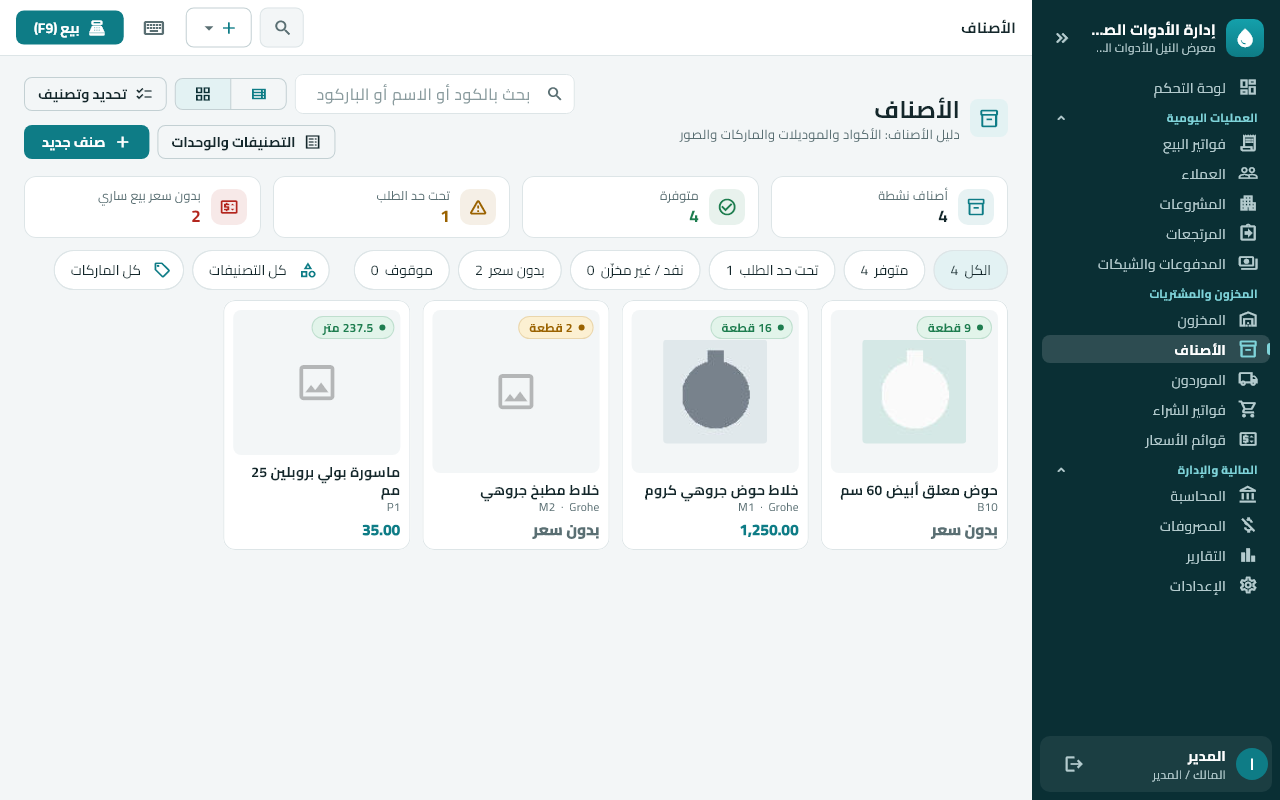 إدارة الأدوات الصـ...
معرض النيل للأدوات الـ...
لوحة التحكم
العمليات اليومية
فواتير البيع
العملاء
المشروعات
المرتجعات
المدفوعات والشيكات
المخزون والمشتريات
المخزون
الأصناف
الموردون
فواتير الشراء
قوائم الأسعار
المالية والإدارة
المحاسبة
المصروفات
التقارير
الإعدادات
ا
المدير
المالك / المدير
الأصناف
بيع (F9)
الأصناف
دليل الأصناف: الأكواد والموديلات والماركات والصور
بحث بالكود أو الاسم أو الباركود
تحديد وتصنيف
التصنيفات والوحدات
صنف جديد
أصناف نشطة
4
متوفرة
4
تحت حد الطلب
1
بدون سعر بيع ساري
2
الكل 4
متوفر 4
تحت حد الطلب 1
نفد / غير مخزّن 0
بدون سعر 2
موقوف 0
كل التصنيفات
كل الماركات
9 قطعة
حوض معلق أبيض 60 سم
B10
بدون سعر
16 قطعة
خلاط حوض جروهي كروم
M1 · Grohe
1,250.00
2 قطعة
خلاط مطبخ جروهي
M2 · Grohe
بدون سعر
237.5 متر
ماسورة بولي بروبلين 25
مم
P1
35.00